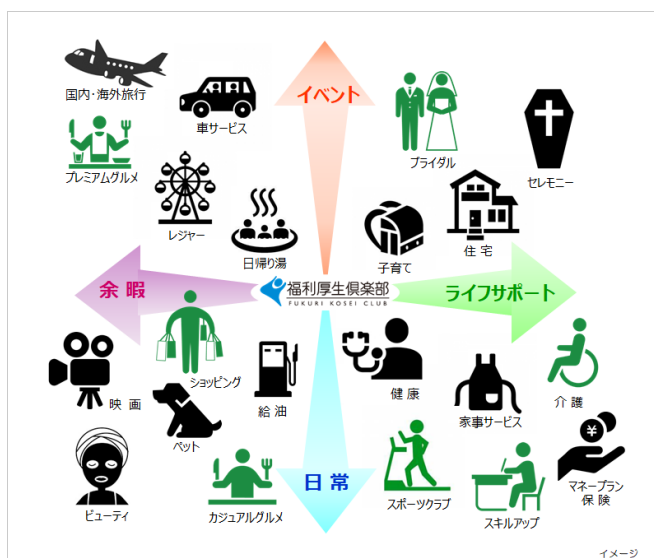 イベント
国内･海外旅行
車サービス
ブライダル
セレモニー
プレミアムグルメ
レジャー
日帰り湯
子育て
住 宅
余 暇
福利厚生倶楽部
FUKURI KOSEI CLUB
ライフサポート
映 画
ショッピング
ペット
給 油
健 康
家事サービス
介 護
ビューティ
カジュアルグルメ
日 常
スポーツクラブ
スキルアップ
マネープラン
保 険
¥
イメージ